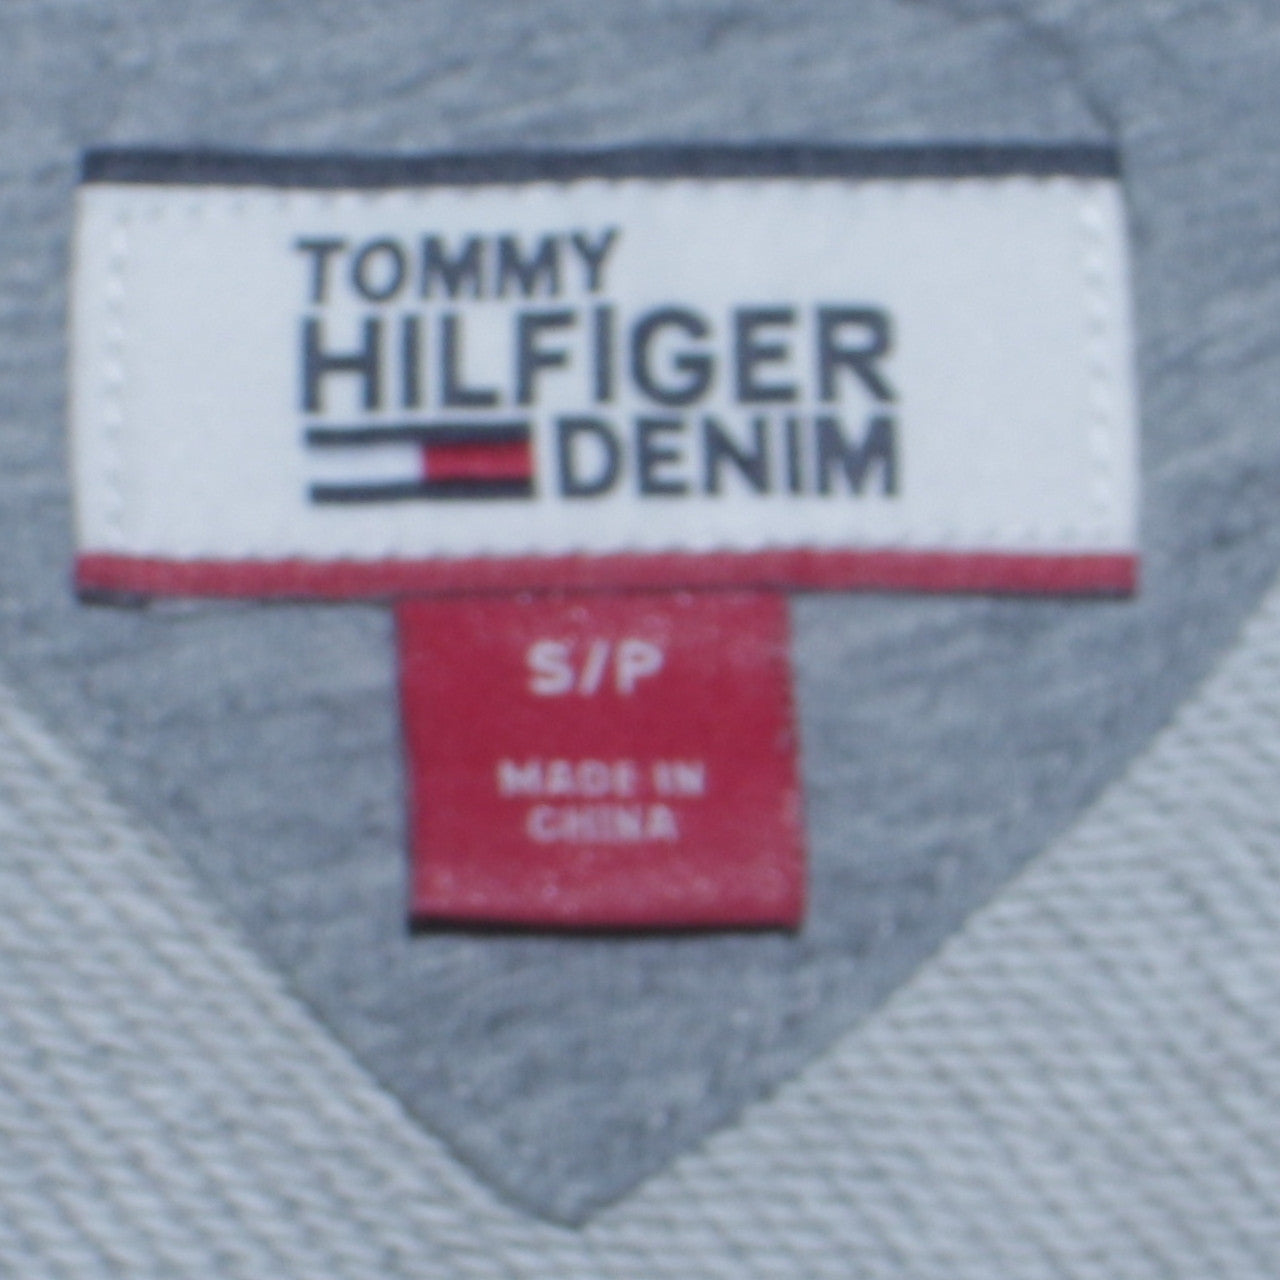 TOMMY
HILFIGER
DENIM
S/P
MADE IN
CHINA